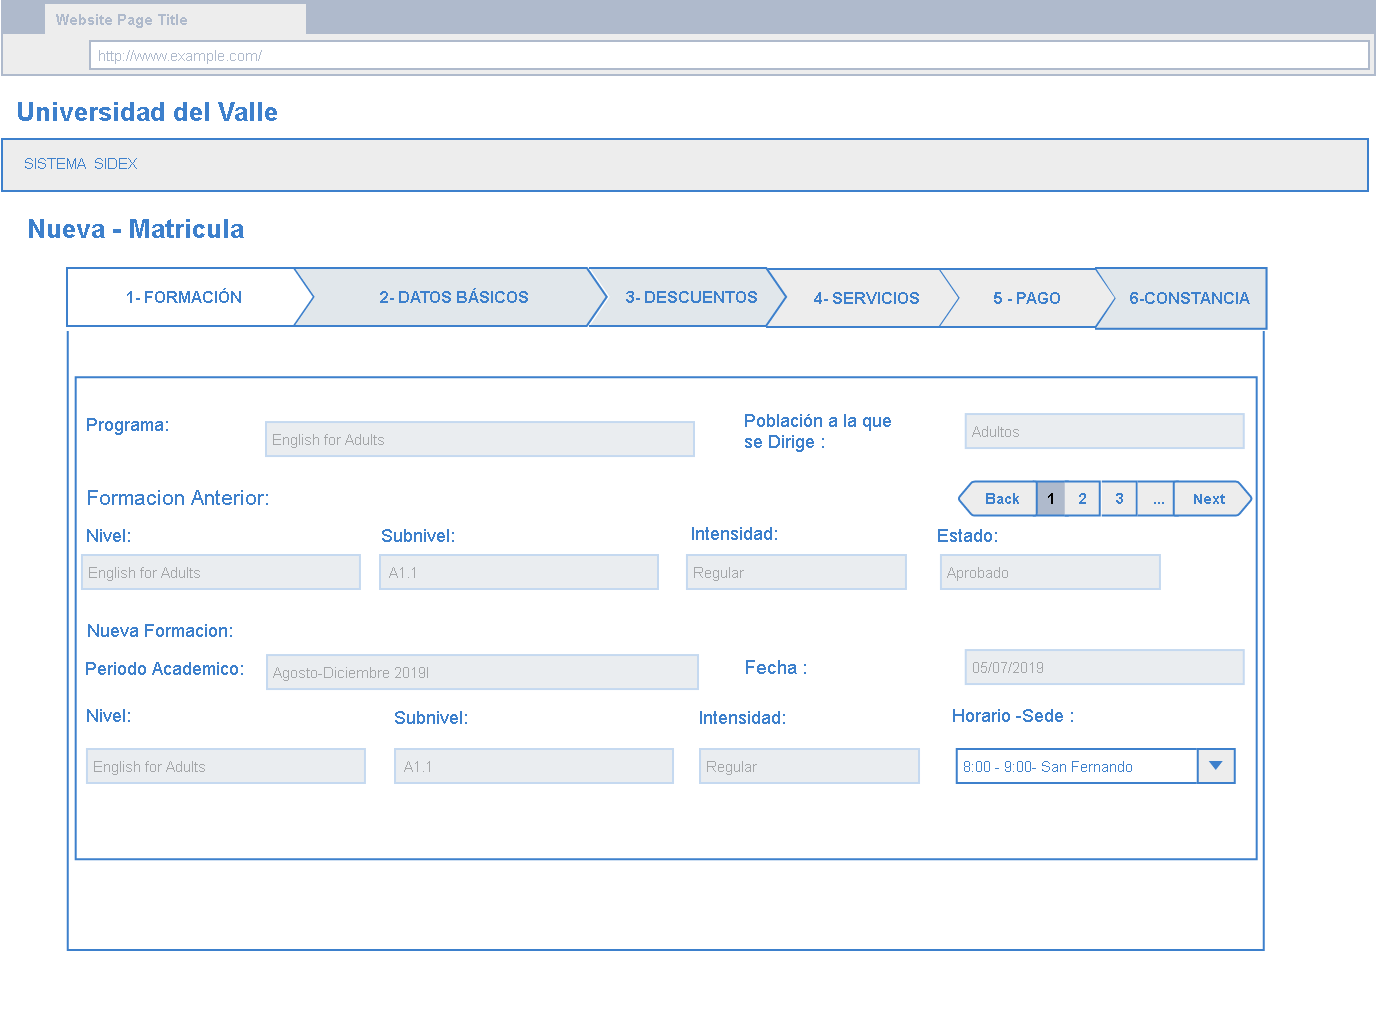 Website Page Title
http://www.example.com/
Universidad del Valle
SISTEMA SIDEX
Nueva - Matricula
1- FORMACIÓN
2- DATOS BÁSICOS
3- DESCUENTOS
4- SERVICIOS
5 - PAGO
6-CONSTANCIA
Programa:
English for Adults
Población a la que
se Dirige :
Adultos
Formacion Anterior:
Back 1 2 3 ... Next
Nivel:
Subnivel:
Intensidad:
Estado:
English for Adults
A1.1
Regular
Aprobado
Nueva Formacion:
Periodo Academico:
Agosto-Diciembre 2019I
Fecha :
05/07/2019
Nivel:
Subnivel:
Intensidad:
Horario -Sede :
English for Adults
A1.1
Regular
8:00 - 9:00- San Fernando